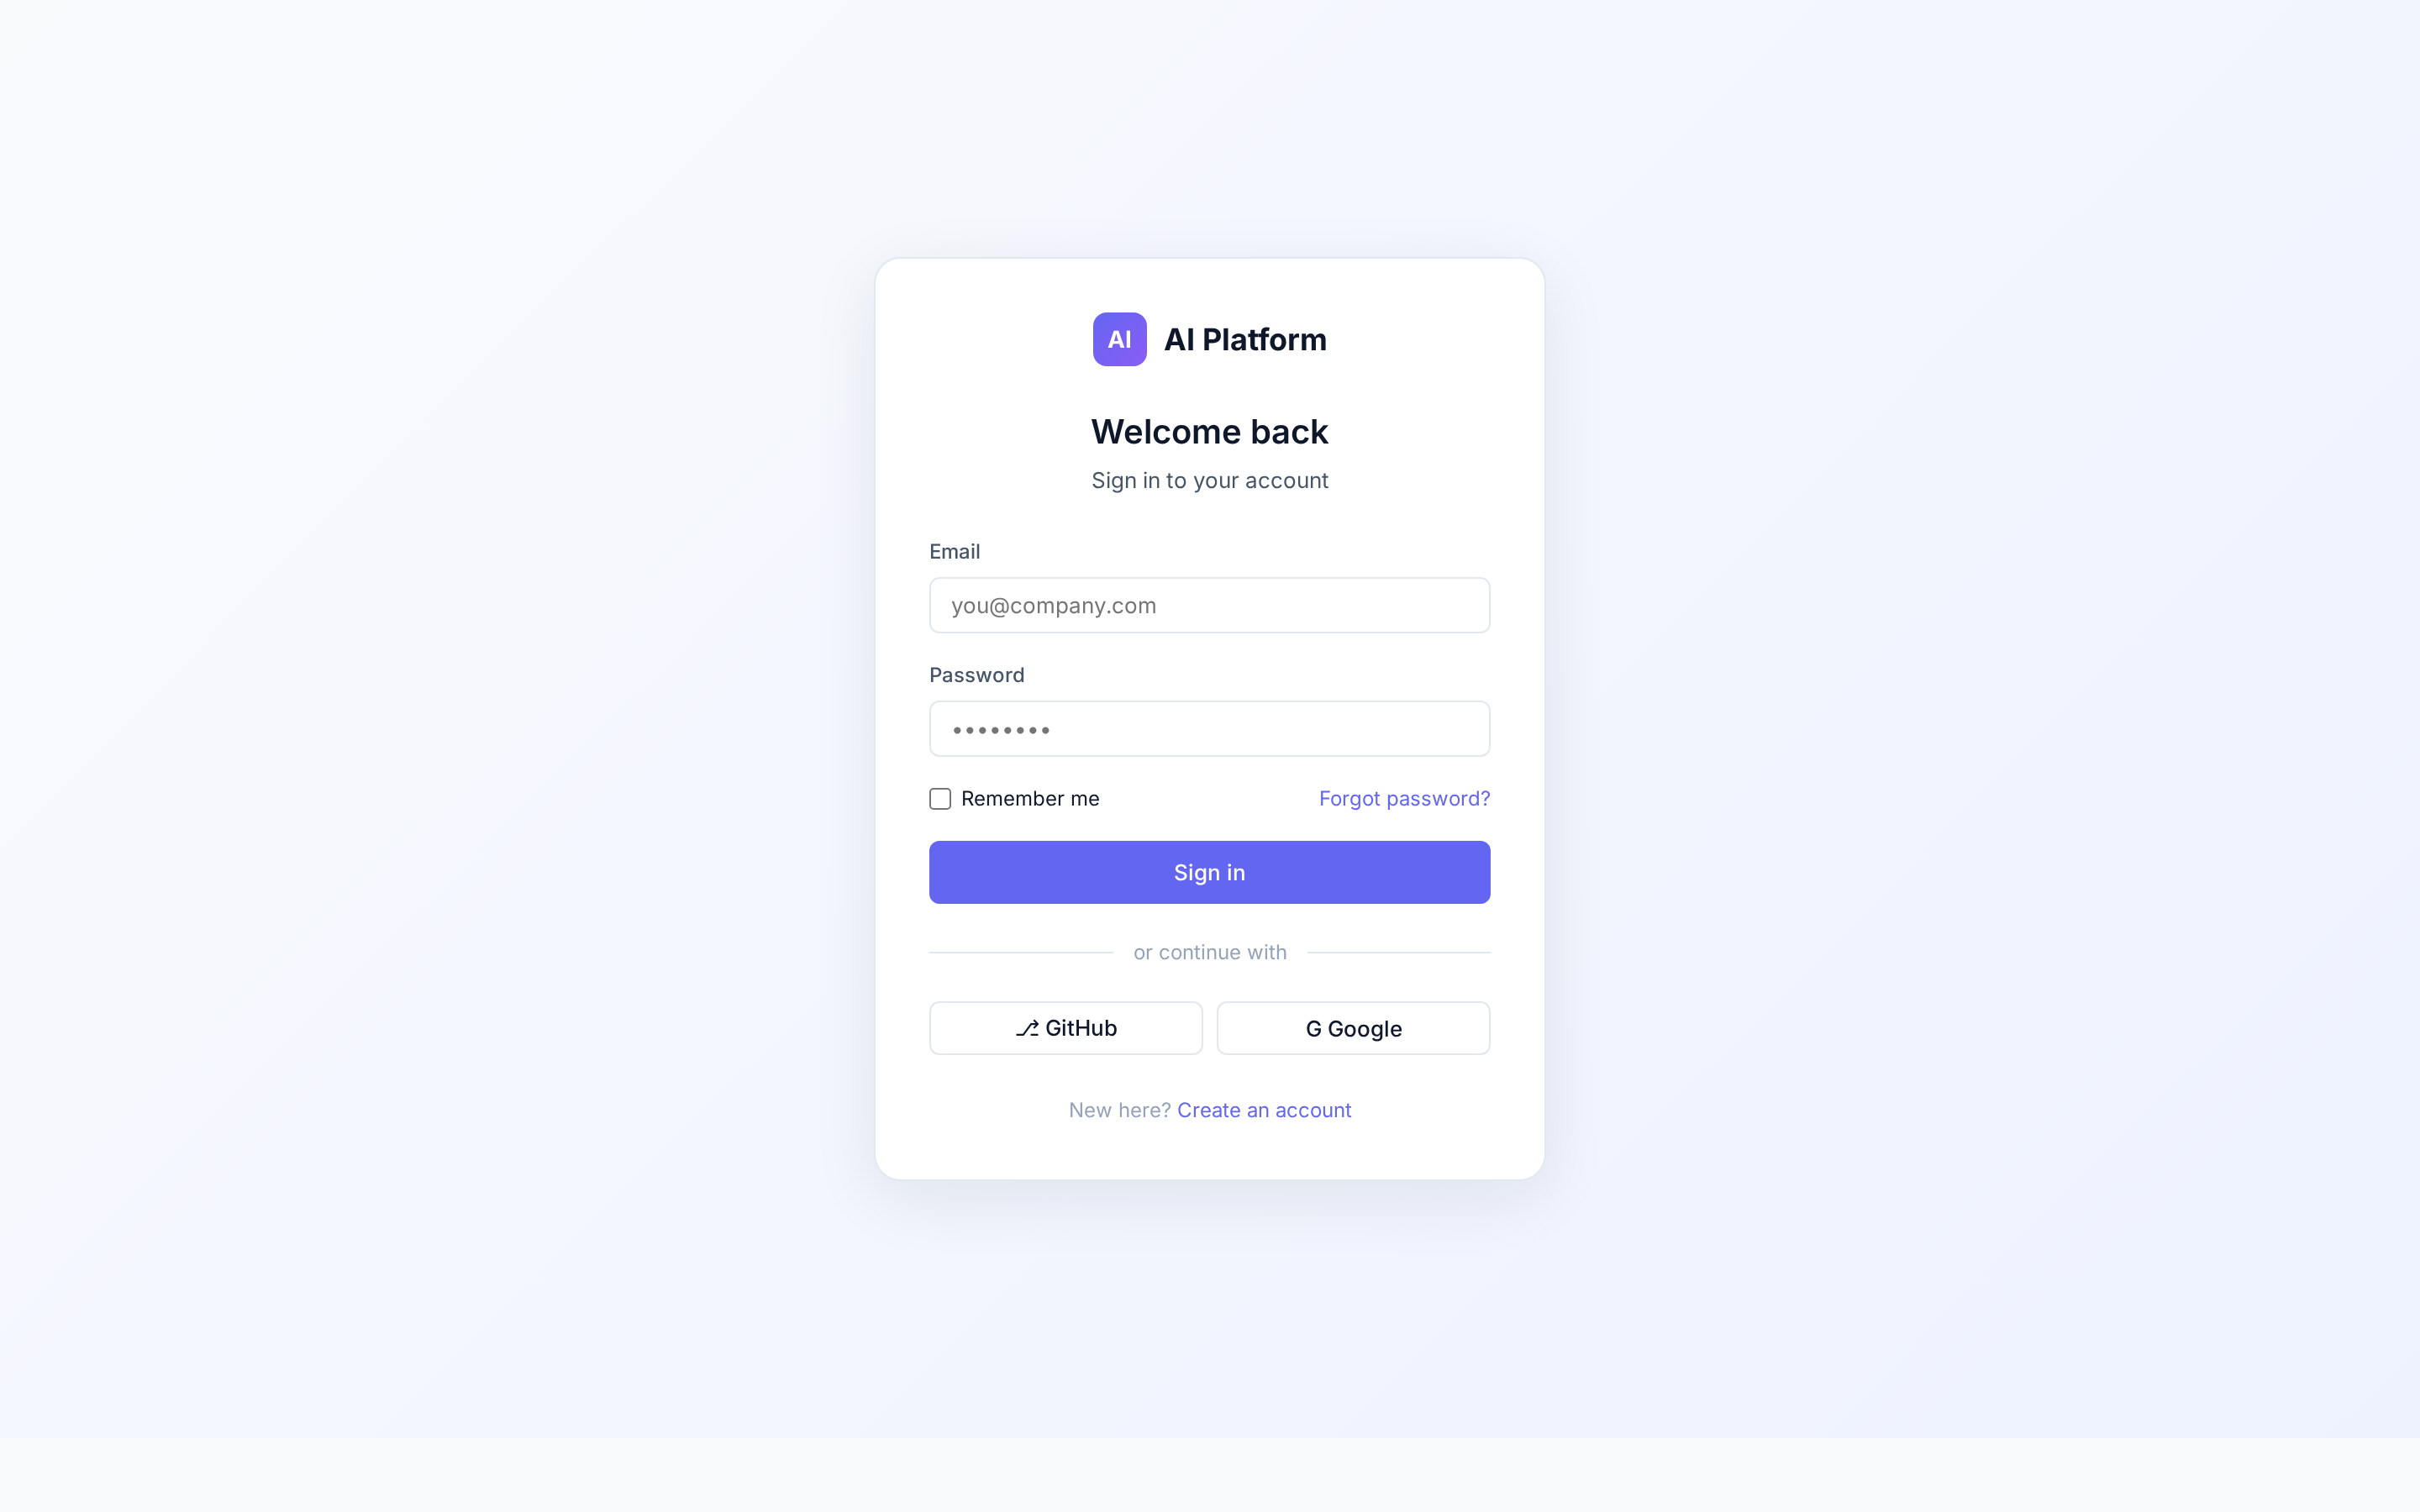 AI AI Platform
Welcome back
Sign in to your account
Email
you@company.com
Password
••••••••
Remember me Forgot password?
Sign in
or continue with
⎇ GitHub G Google
New here? Create an account